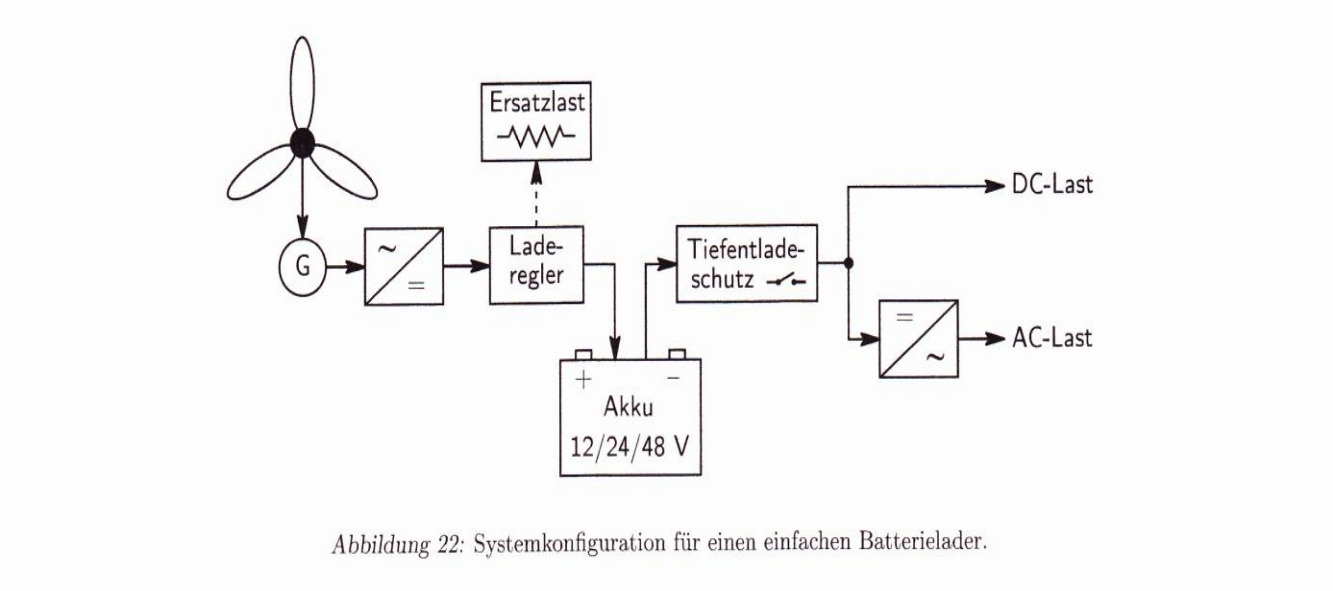 Ersatzlast
DC-Last
G
~
=
Lade-
regler
Tiefentlade-
schutz
=
~
AC-Last
+ −
Akku
12/24/48 V
Abbildung 22: Systemkonfiguration für einen einfachen Batterielader.